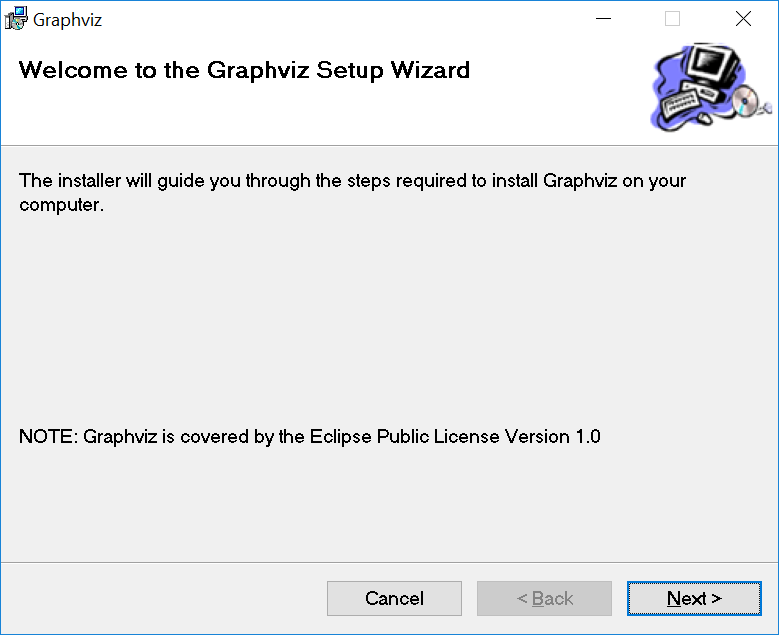 Graphviz
Welcome to the Graphviz Setup Wizard
The installer will guide you through the steps required to install Graphviz on your
computer.
NOTE: Graphviz is covered by the Eclipse Public License Version 1.0
Cancel
< Back
Next >